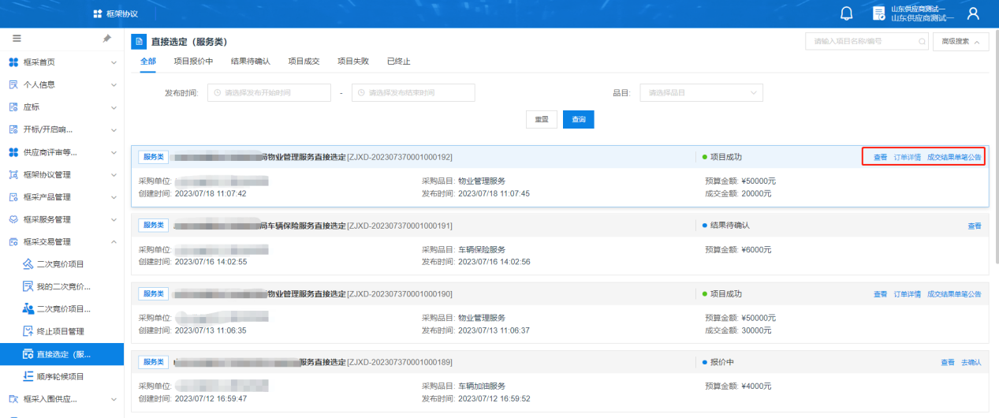 框架协议
山东供应商测试一
山东供应商测试一
框采首页
个人信息
应标
开标/开启响...
供应商评审等...
框架协议管理
框采产品管理
框采服务管理
框采交易管理
二次竞价项目
我的二次竞价...
二次竞价项目...
终止项目管理
直接选定（服...
顺序轮候项目
框采入围供应...
直接选定（服务类）
请输入项目名称/编号
高级搜索
全部 项目报价中 结果待确认 项目成交 项目失败 已终止
发布时间: 请选择发布开始时间 - 请选择发布结束时间 品目: 请选择品目
重置 查询
服务类 局物业管理服务直接选定[ZJXD-202307370001000192] 项目成功 查看 订单详情 成交结果单笔公告
采购单位: 采购品目: 物业管理服务 预算金额: ¥50000元
创建时间: 2023/07/18 11:07:42 发布时间: 2023/07/18 11:07:45 成交金额: 20000元
服务类 局车辆保险服务直接选定[ZJXD-202307370001000191] 结果待确认 查看
采购单位: 采购品目: 车辆保险服务 预算金额: ¥6000元
创建时间: 2023/07/16 14:02:55 发布时间: 2023/07/16 14:02:56
服务类 物业管理服务直接选定[ZJXD-202307370001000190] 项目成功 查看 订单详情 成交结果单笔公告
采购单位: 采购品目: 物业管理服务 预算金额: ¥50000元
创建时间: 2023/07/13 11:06:35 发布时间: 2023/07/13 11:06:37 成交金额: 30000元
服务类 服务直接选定[ZJXD-202307370001000189] 报价中 查看 去确认
采购单位: 采购品目: 车辆加油服务 预算金额: ¥4000元
创建时间: 2023/07/12 16:59:47 发布时间: 2023/07/12 16:59:52